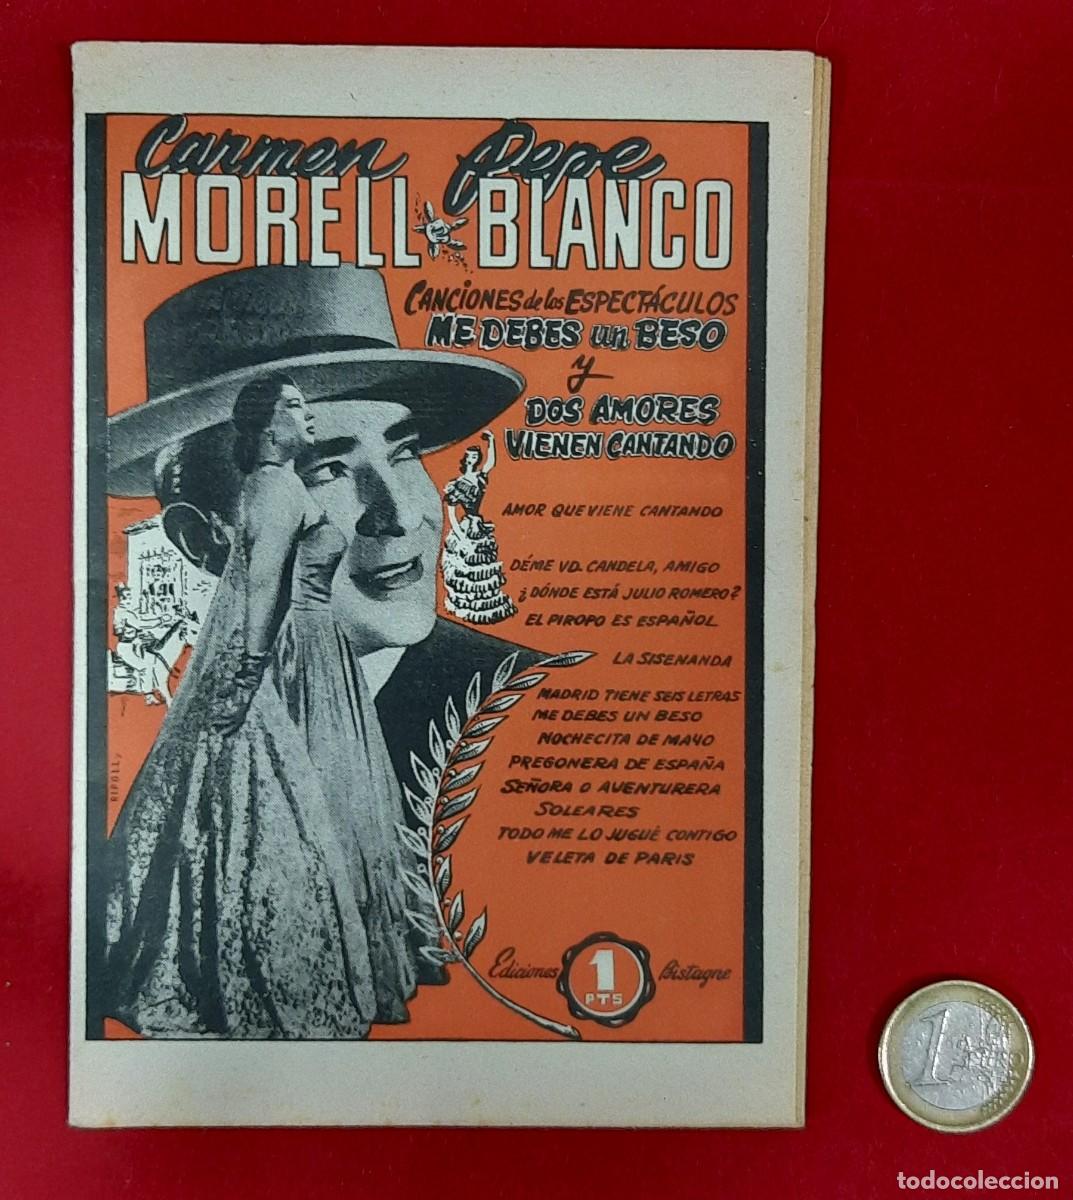 Carmen Pepe
MORELL BLANCO
CANCIONES de los ESPECTÁCULOS
ME DEBES un BESO
y
DOS AMORES
VIENEN CANTANDO
AMOR QUE VIENE CANTANDO
DÉME VD. CANDELA, AMIGO
¿DÓNDE ESTÁ JULIO ROMERO?
EL PIROPO ES ESPAÑOL
LA SISENANDA
MADRID TIENE SEIS LETRAS
ME DEBES UN BESO
NOCHECITA DE MAYO
PREGONERA DE ESPAÑA
SEÑORA O AVENTURERA
SOLEARES
TODO ME LO JUGUÉ CONTIGO
VELETA DE PARIS
RIPOLL
Ediciones 1 PTS Bistagne
1
todocoleccion